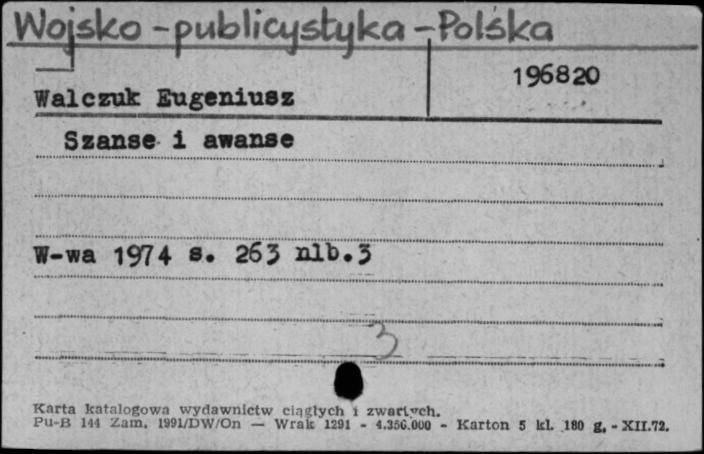 Wojsko - publicystyka - Polska
196820
Walczuk Eugeniusz
Szanse i awanse
W-wa 1974 s. 263 nlb.3
3
Karta katalogowa wydawnictw ciągłych i zwartych.
Pu-B 144 Zam. 1991/DW/On — Wrak 1291 - 4.356.000 - Karton 5 kl. 180 g. - XII.72.